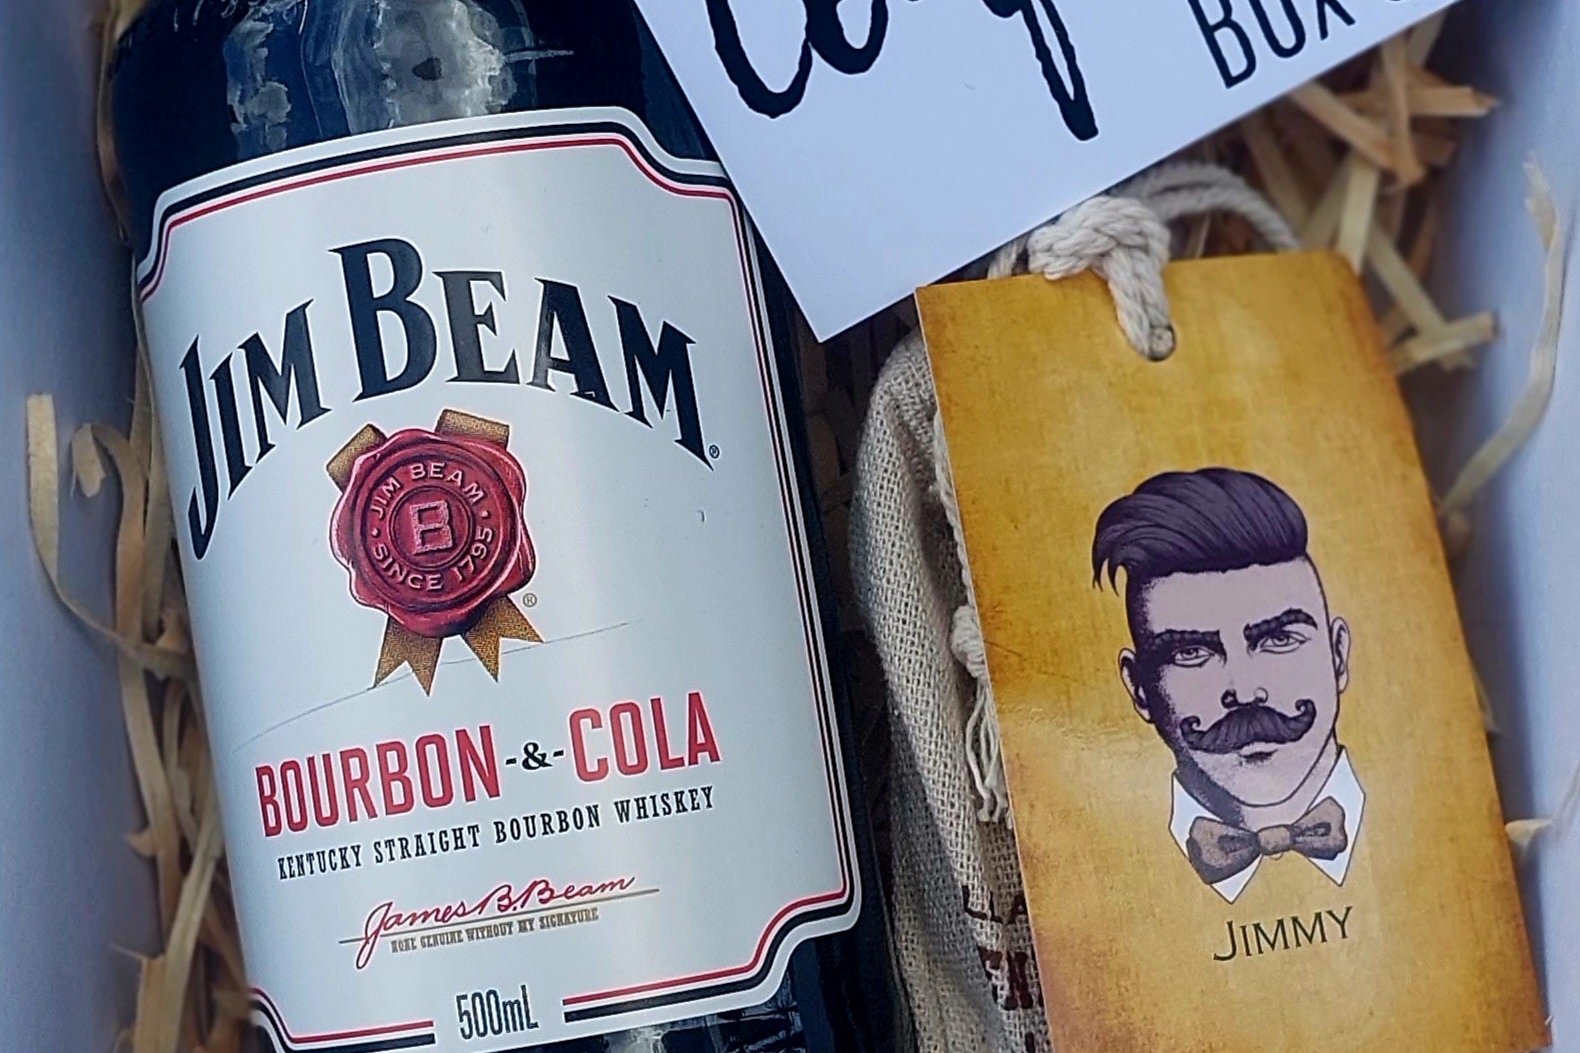 JIM BEAM
JIM BEAM
B
SINCE 1795
BOURBON -&- COLA
KENTUCKY STRAIGHT BOURBON WHISKEY
James B. Beam
NONE GENUINE WITHOUT MY SIGNATURE
500mL
BOX
JIMMY